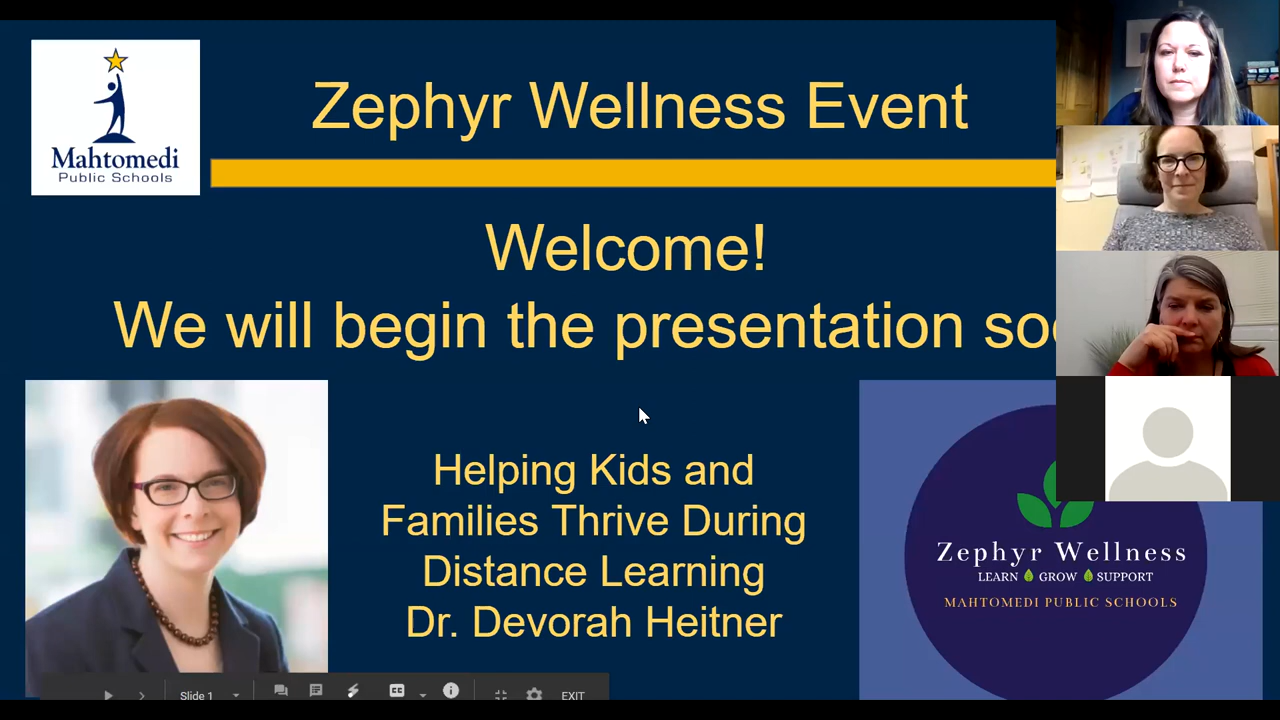 Mahtomedi
Public Schools
Zephyr Wellness Event
Welcome!
We will begin the presentation
Helping Kids and
Families Thrive During
Distance Learning
Dr. Devorah Heitner
Zephyr Wellness
LEARN GROW SUPPORT
MAHTOMEDI PUBLIC SCHOOLS
Slide 1
CC
EXIT